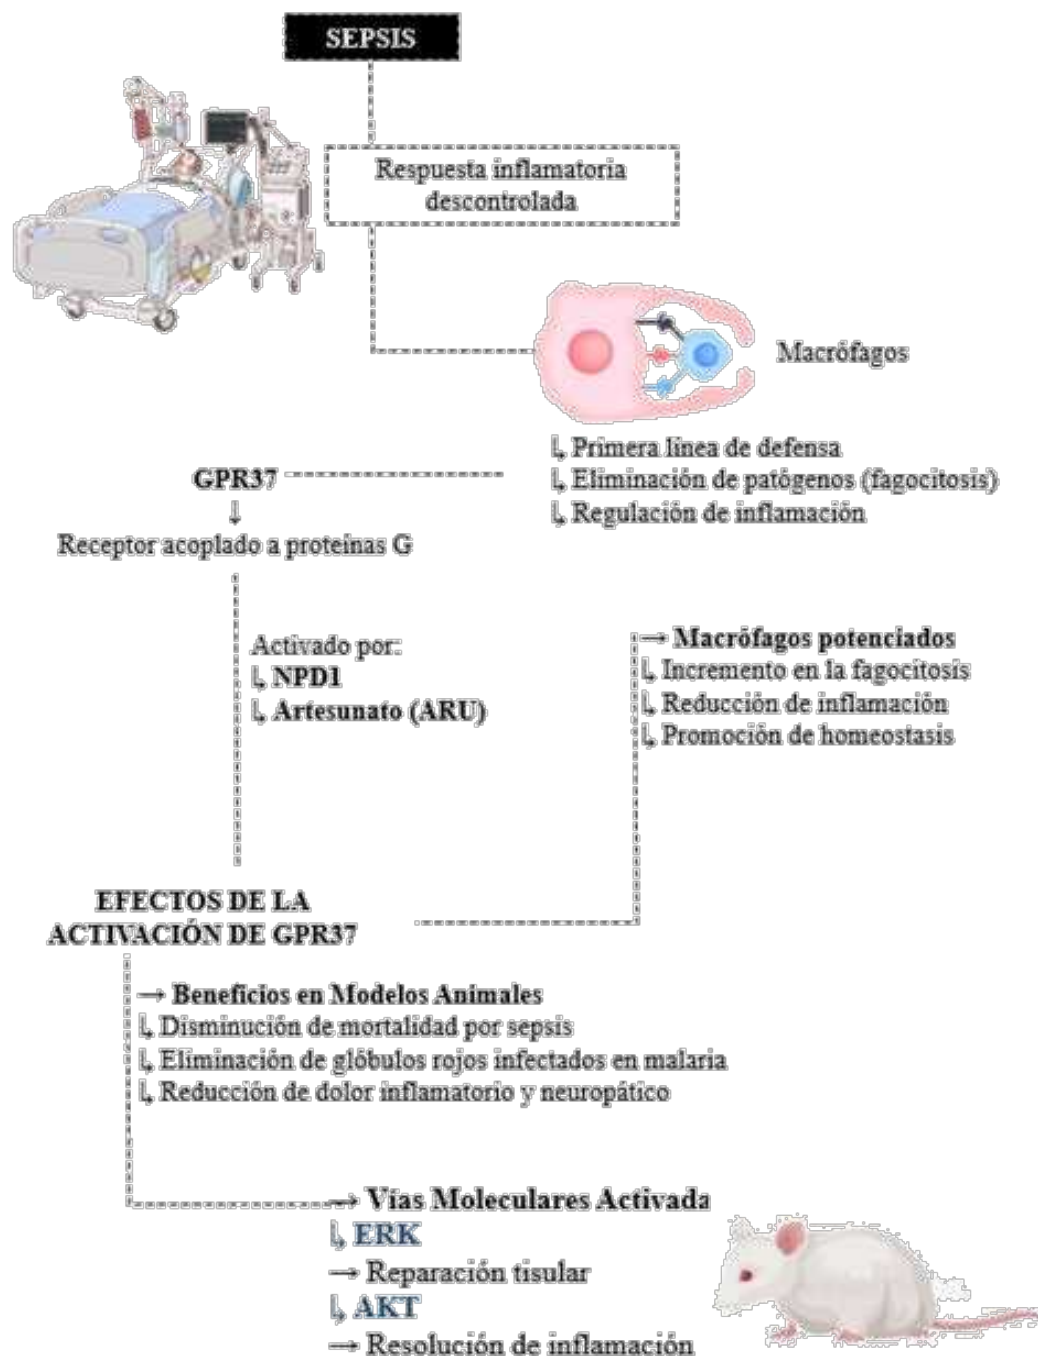 SEPSIS
Respuesta inflamatoria
descontrolada
Macrófagos
↳ Primera línea de defensa
↳ Eliminación de patógenos (fagocitosis)
↳ Regulación de inflamación
GPR37
↓
Receptor acoplado a proteínas G
Activado por:
↳ NPD1
↳ Artesunato (ARU)
→ Macrófagos potenciados
↳ Incremento en la fagocitosis
↳ Reducción de inflamación
↳ Promoción de homeostasis
EFECTOS DE LA
ACTIVACIÓN DE GPR37
→ Beneficios en Modelos Animales
↳ Disminución de mortalidad por sepsis
↳ Eliminación de glóbulos rojos infectados en malaria
↳ Reducción de dolor inflamatorio y neuropático
→ Vías Moleculares Activada
↳ ERK
→ Reparación tisular
↳ AKT
→ Resolución de inflamación